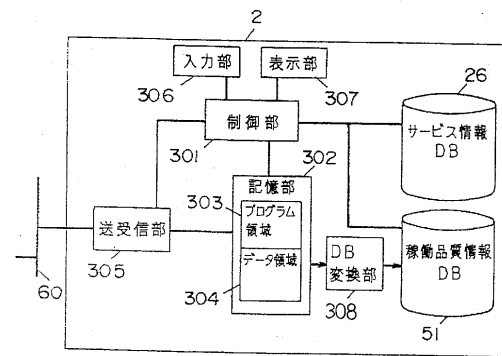 2
入力部
306
表示部
307
制御部
301
26
サービス情報
DB
302
記憶部
303
プログラム
領域
データ領域
304
送受信部
305
DB
変換部
308
稼働品質情報
DB
51
60